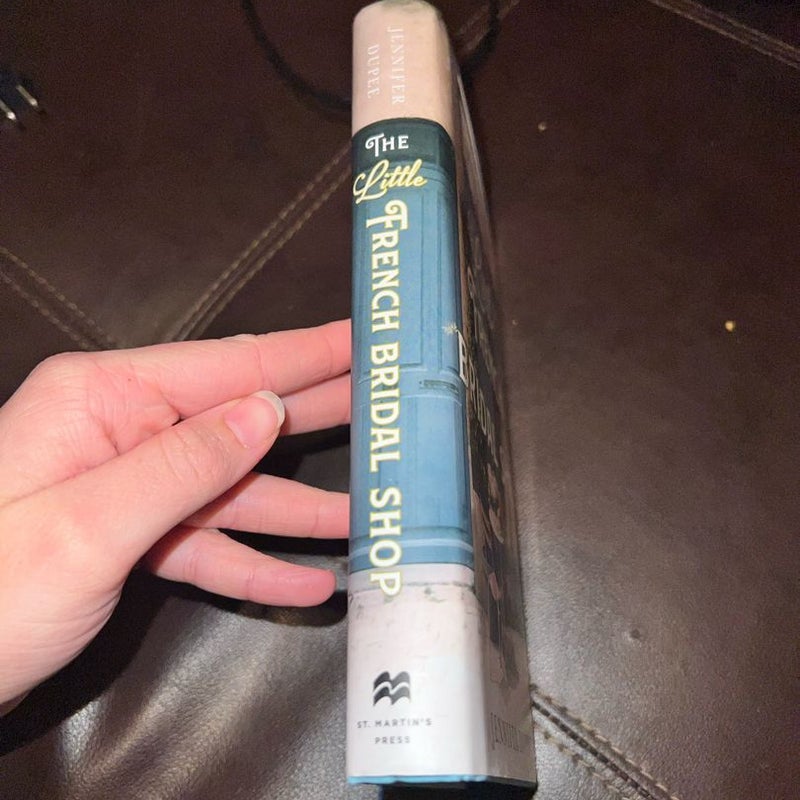 JENNIFER
DUPEE
THE
Little
FRENCH BRIDAL SHOP
ST. MARTIN'S
PRESS